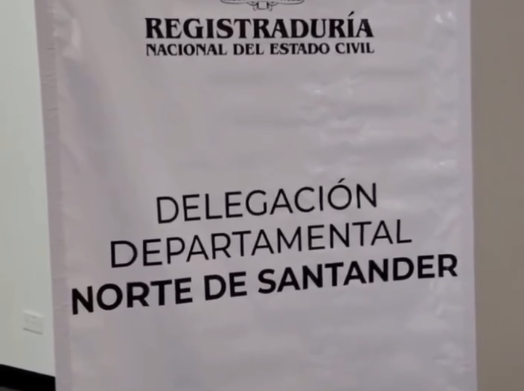 REGISTRADURÍA
NACIONAL DEL ESTADO CIVIL
DELEGACIÓN
DEPARTAMENTAL
NORTE DE SANTANDER